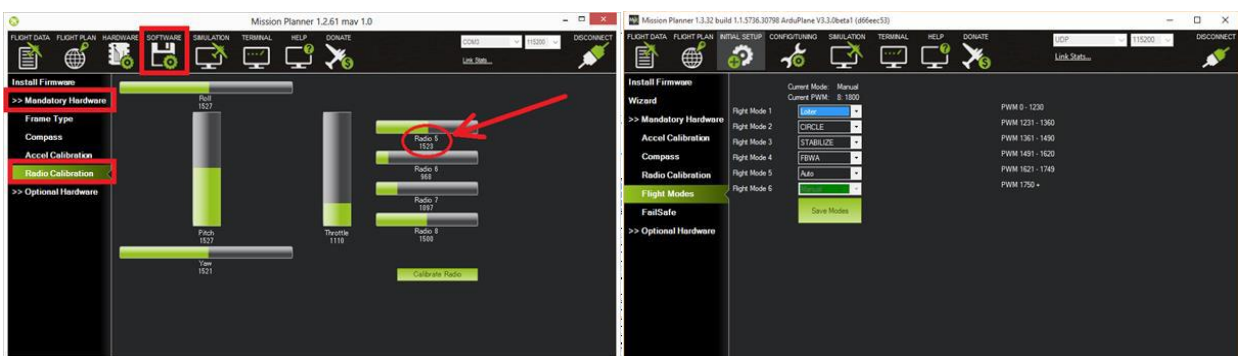 Mission Planner 1.2.61 mav 1.0
FLIGHT DATA FLIGHT PLAN HARDWARE SOFTWARE SIMULATION TERMINAL HELP DONATE
COM3 115200 DISCONNECT
Link Stats...
Install Firmware
>> Mandatory Hardware
Frame Type
Compass
Accel Calibration
Radio Calibration
>> Optional Hardware
Roll
1527
Pitch
1527
Throttle
1110
Yaw
1521
Radio 5
1523
Radio 6
968
Radio 7
1097
Radio 8
1500
Calibrate Radio
Mission Planner 1.3.32 build 1.1.5736.30798 ArduPlane V3.3.0beta1 (d66eec53)
FLIGHT DATA FLIGHT PLAN INITIAL SETUP CONFIG/TUNING SIMULATION TERMINAL HELP DONATE
UDP 115200 DISCONNECT
Link Stats...
Install Firmware
Wizard
>> Mandatory Hardware
Accel Calibration
Compass
Radio Calibration
Flight Modes
FailSafe
>> Optional Hardware
Current Mode: Manual
Current PWM: 8: 1800
Flight Mode 1 Loiter PWM 0 - 1230
Flight Mode 2 CIRCLE PWM 1231 - 1360
Flight Mode 3 STABILIZE PWM 1361 - 1490
Flight Mode 4 FBWA PWM 1491 - 1620
Flight Mode 5 Auto PWM 1621 - 1749
Flight Mode 6 Manual PWM 1750 +
Save Modes